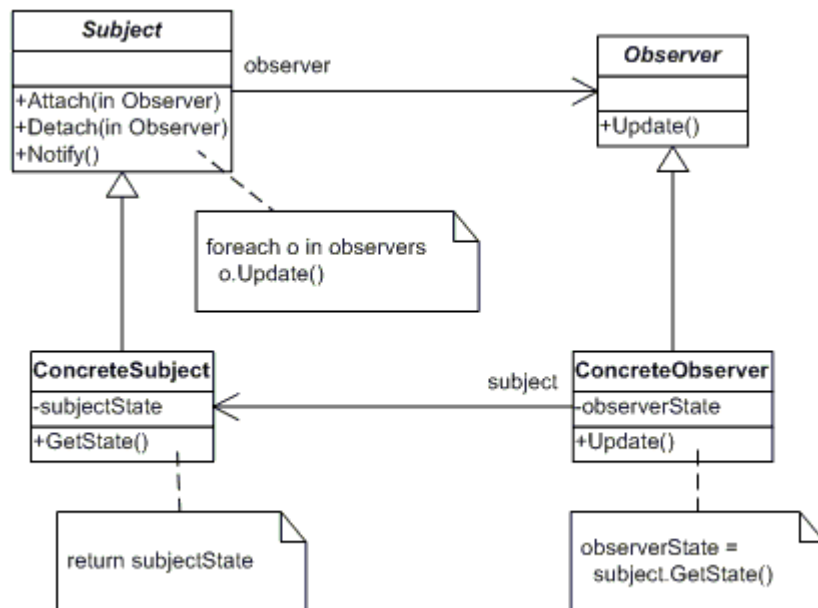 Subject
+Attach(in Observer)
+Detach(in Observer)
+Notify()
observer
Observer
+Update()
foreach o in observers
o.Update()
ConcreteSubject
-subjectState
+GetState()
subject
ConcreteObserver
-observerState
+Update()
return subjectState
observerState =
subject.GetState()